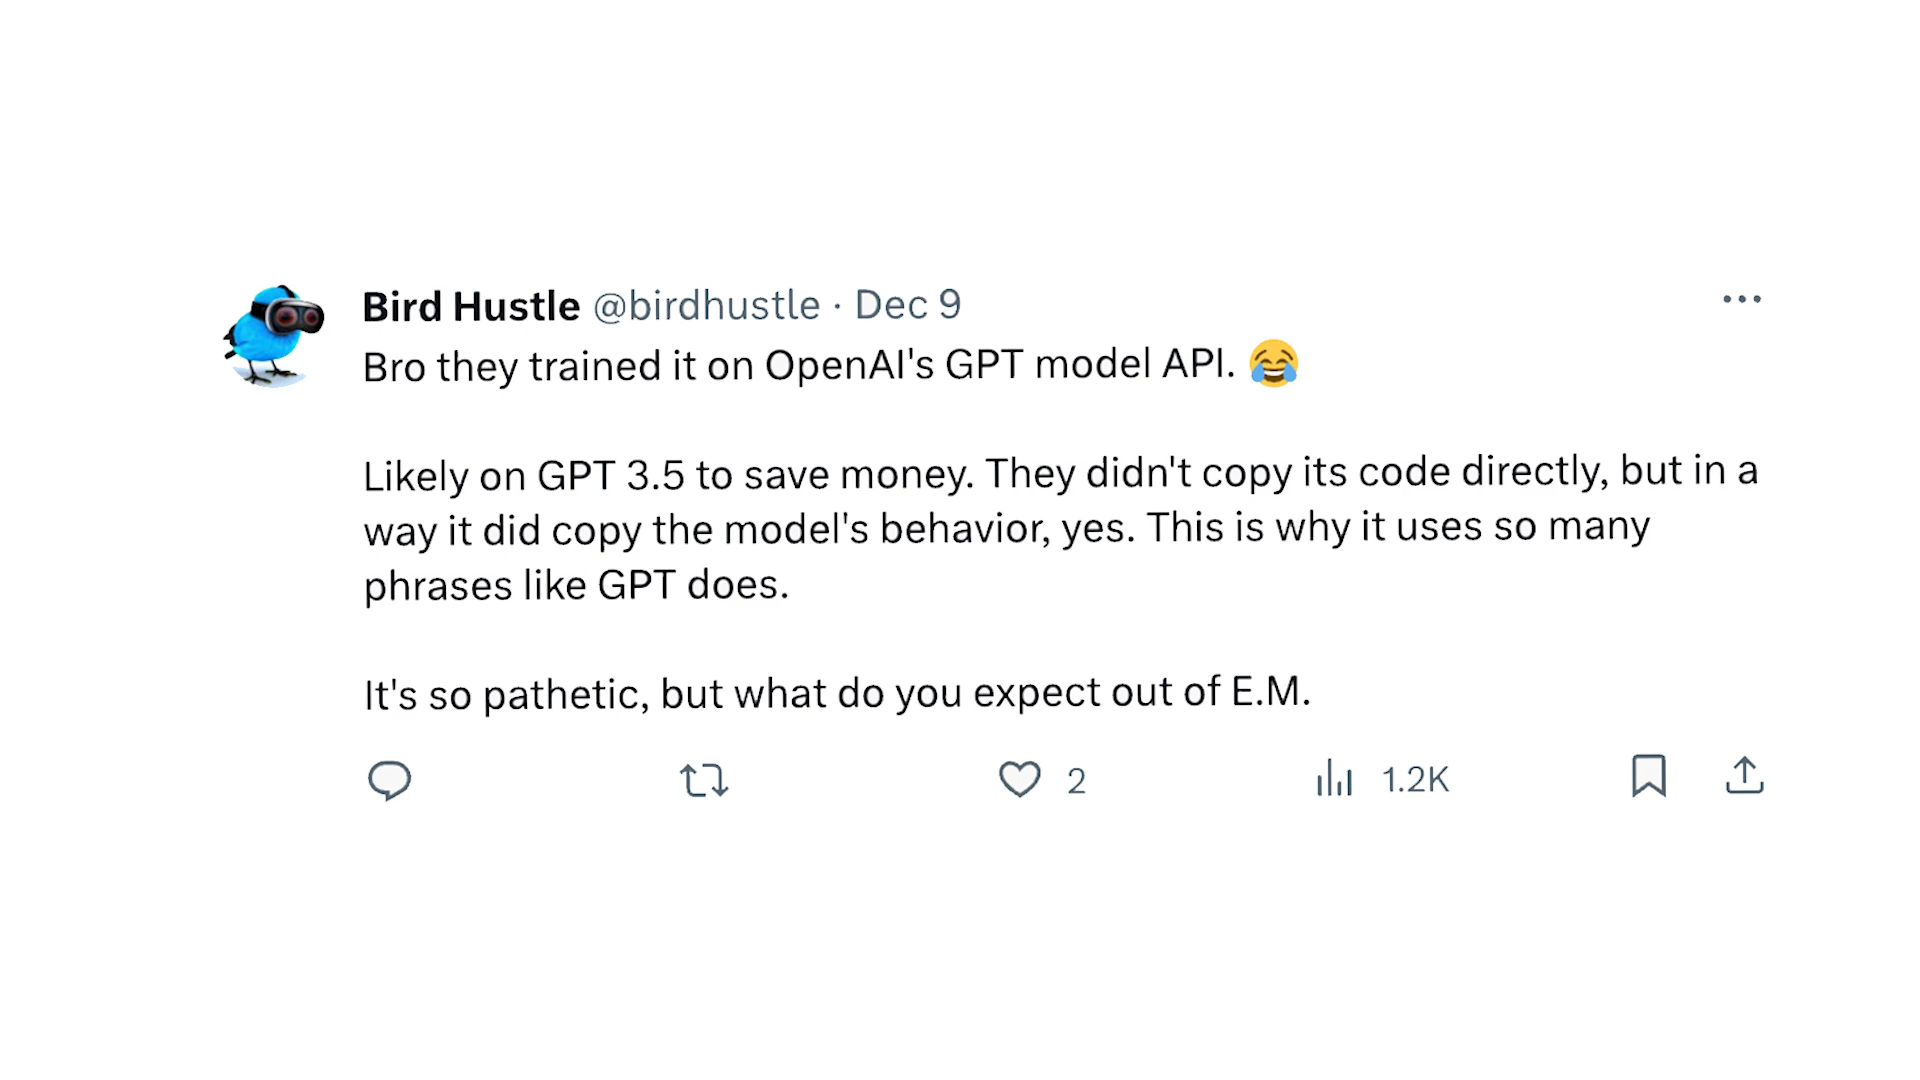 Bird Hustle @birdhustle · Dec 9
Bro they trained it on OpenAI's GPT model API. 😂
Likely on GPT 3.5 to save money. They didn't copy its code directly, but in a
way it did copy the model's behavior, yes. This is why it uses so many
phrases like GPT does.
It's so pathetic, but what do you expect out of E.M.
2 1.2K